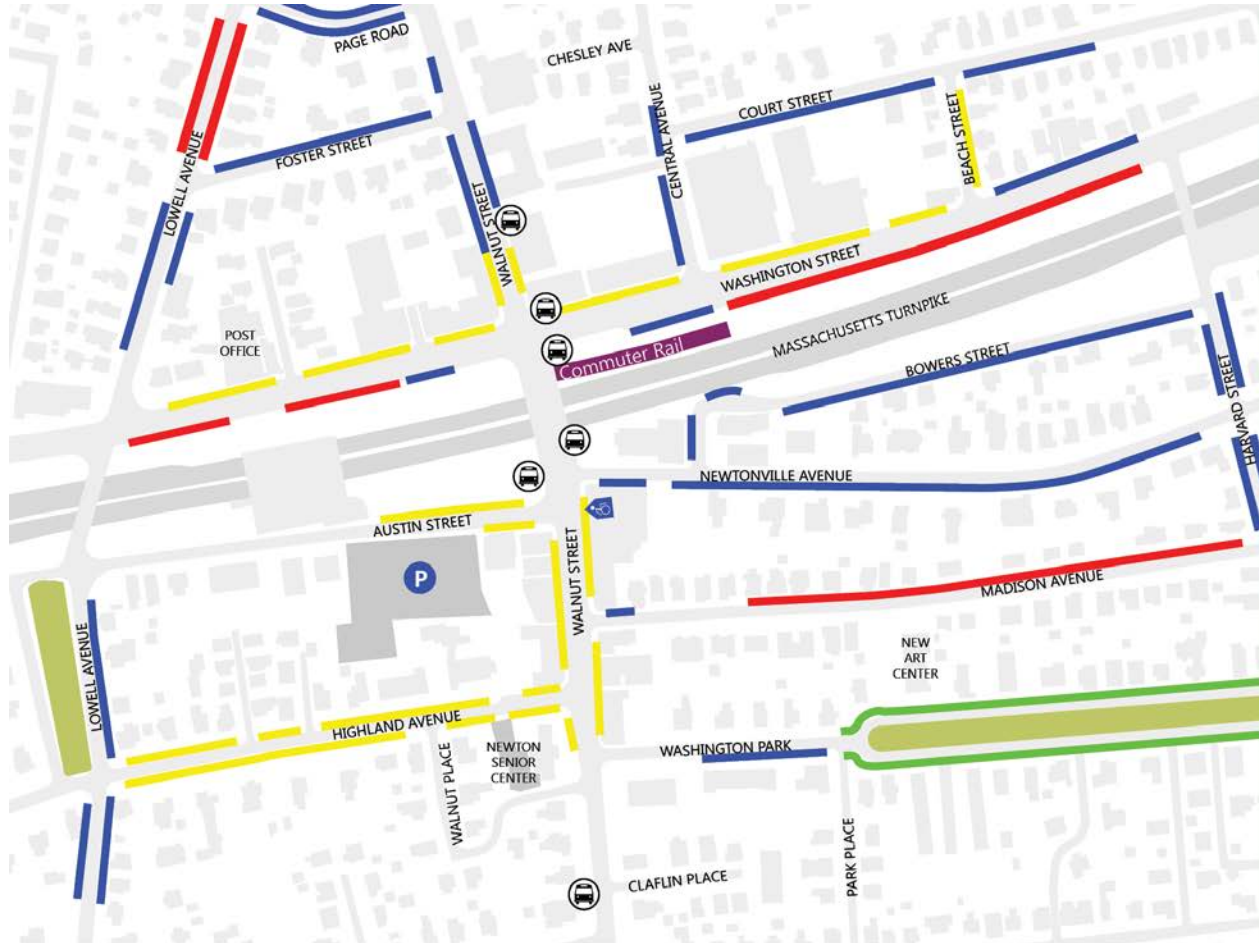 PAGE ROAD
CHESLEY AVE
COURT STREET
FOSTER STREET
LOWELL AVENUE
CENTRAL AVENUE
BEACH STREET
WALNUT STREET
WASHINGTON STREET
POST
OFFICE
MASSACHUSETTS TURNPIKE
Commuter Rail
BOWERS STREET
HARVARD STREET
NEWTONVILLE AVENUE
AUSTIN STREET
P
WALNUT STREET
MADISON AVENUE
LOWELL AVENUE
NEW
ART
CENTER
HIGHLAND AVENUE
WALNUT PLACE
NEWTON
SENIOR
CENTER
WASHINGTON PARK
PARK PLACE
CLAFLIN PLACE